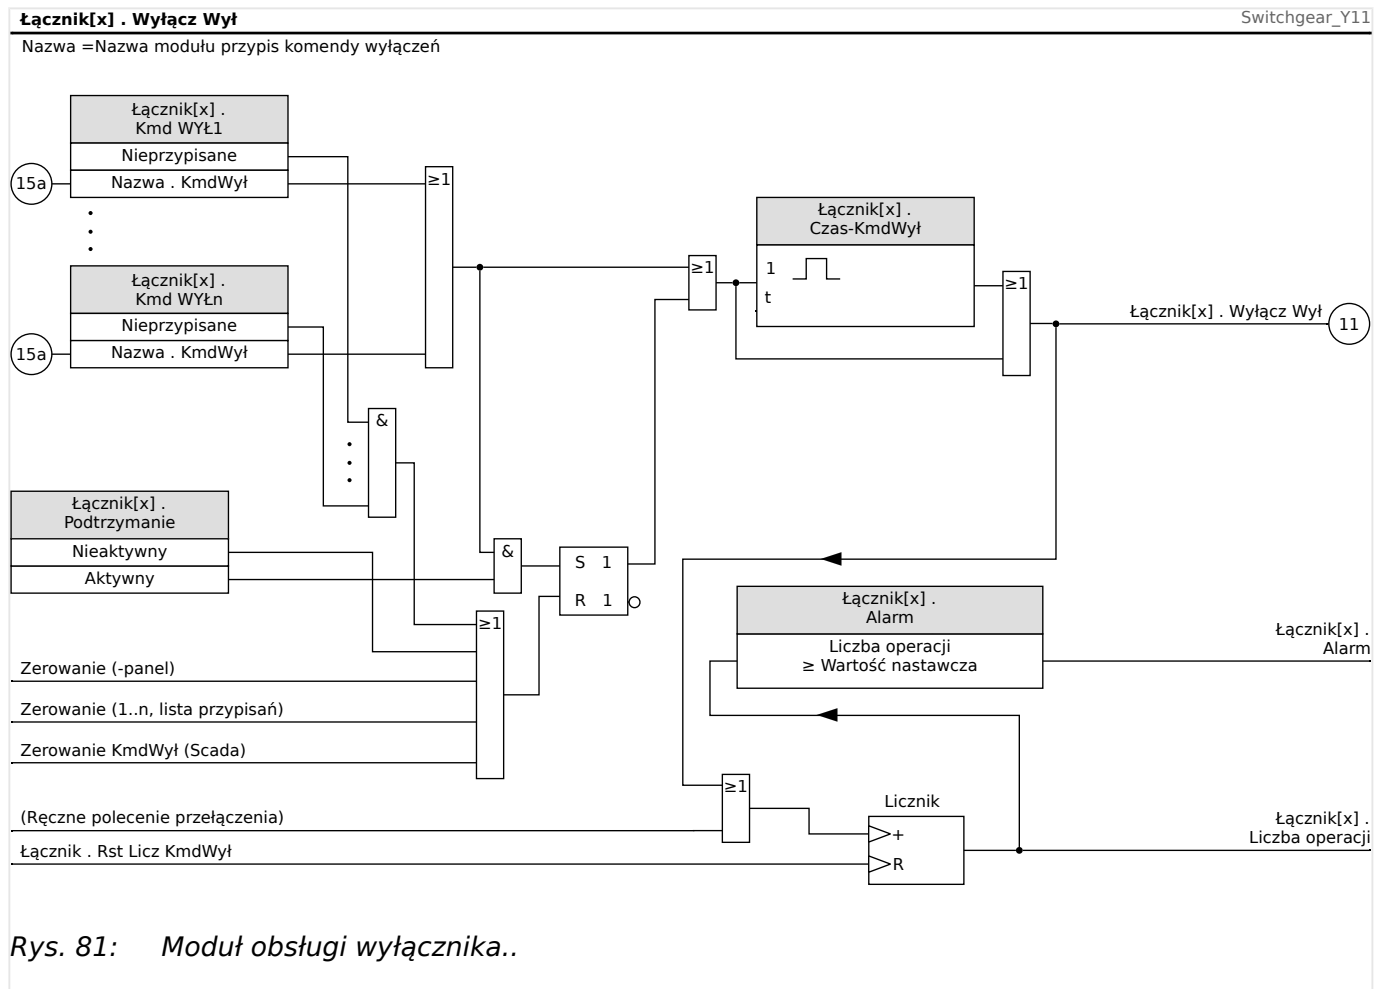 Łącznik[x] . Wyłącz Wył
Switchgear_Y11
Nazwa =Nazwa modułu przypis komendy wyłączeń
Łącznik[x] .
Kmd WYŁ1
Nieprzypisane
15a
Nazwa . KmdWył
≥1
Łącznik[x] .
Kmd WYŁn
Nieprzypisane
15a
Nazwa . KmdWył
≥1
Łącznik[x] .
Czas-KmdWył
1
t
≥1
Łącznik[x] . Wyłącz Wył
11
&
Łącznik[x] .
Podtrzymanie
Nieaktywny
Aktywny
&
S 1
R 1
≥1
Zerowanie (-panel)
Zerowanie (1..n, lista przypisań)
Zerowanie KmdWył (Scada)
Łącznik[x] .
Alarm
Liczba operacji
≥ Wartość nastawcza
Łącznik[x] .
Alarm
≥1
(Ręczne polecenie przełączenia)
Łącznik . Rst Licz KmdWył
Licznik
+
R
Łącznik[x] .
Liczba operacji
Rys. 81: Moduł obsługi wyłącznika..